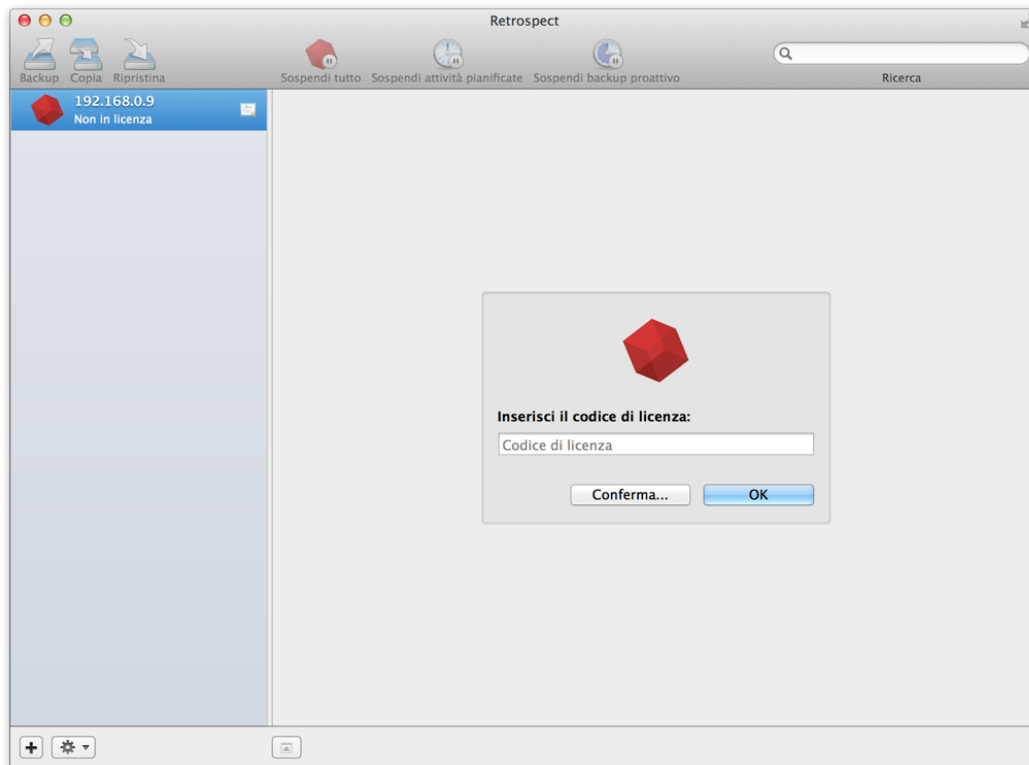 Retrospect
Backup Copia Ripristina
Sospendi tutto Sospendi attività pianificate Sospendi backup proattivo
Ricerca
192.168.0.9
Non in licenza
Inserisci il codice di licenza:
Codice di licenza
Conferma... OK